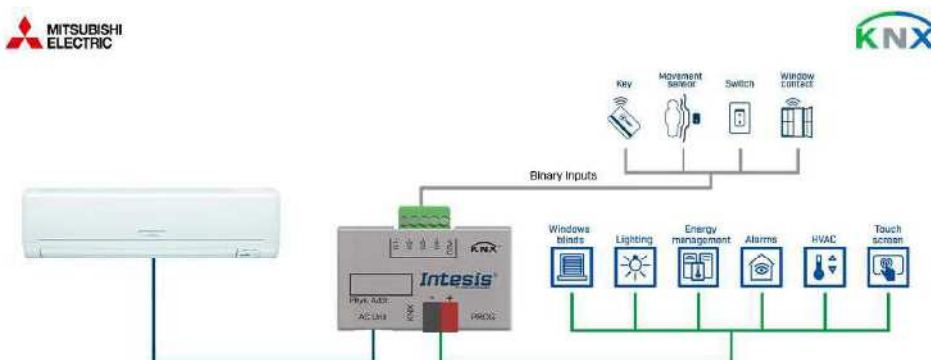 MITSUBISHI
ELECTRIC
KNX
Key
Movement
sensor
Switch
Window
contact
Binary Inputs
KNX
Intesis
Phys. Addr.
AC Unit
KNX
- +
PROG
Windows
blinds
Lighting
Energy
management
Alarms
HVAC
Touch
screen